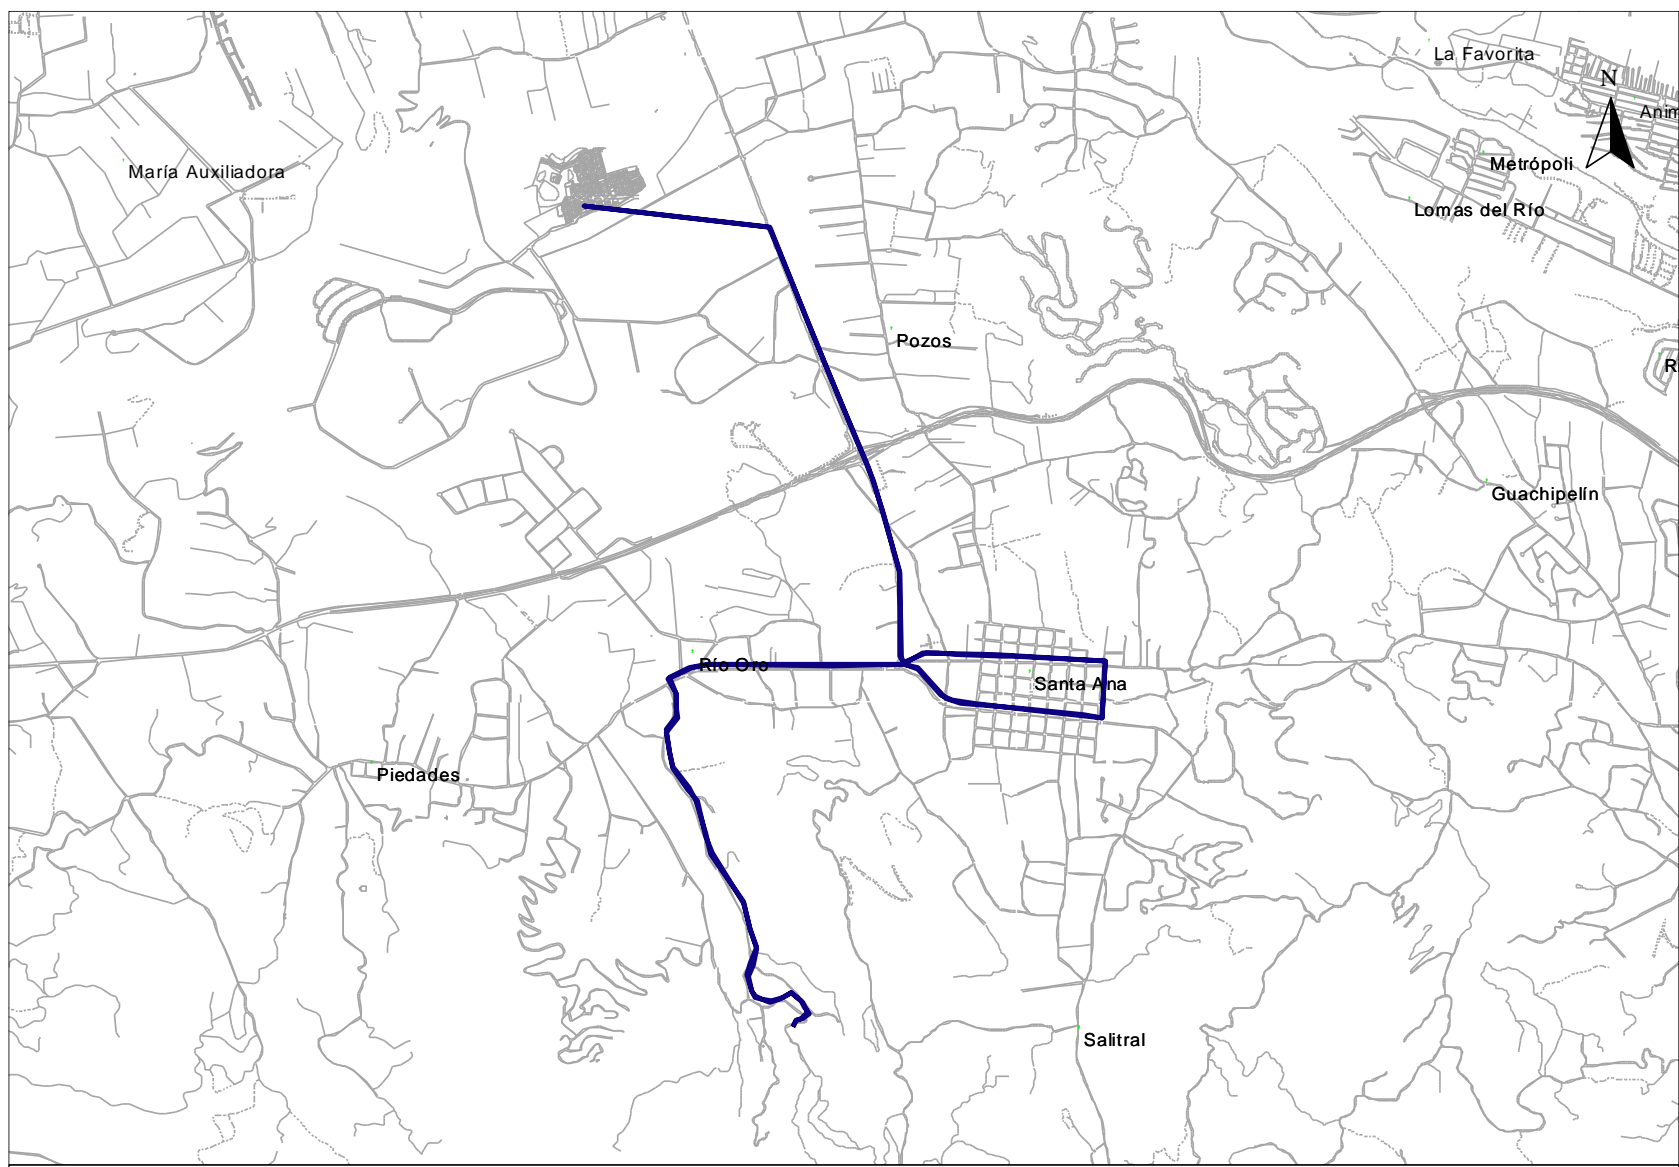 La Favorita
N
Anim
María Auxiliadora
Metrópoli
Lomas del Río
Pozos
R
Guachipelín
Río Oro
Santa Ana
Piedades
Salitral